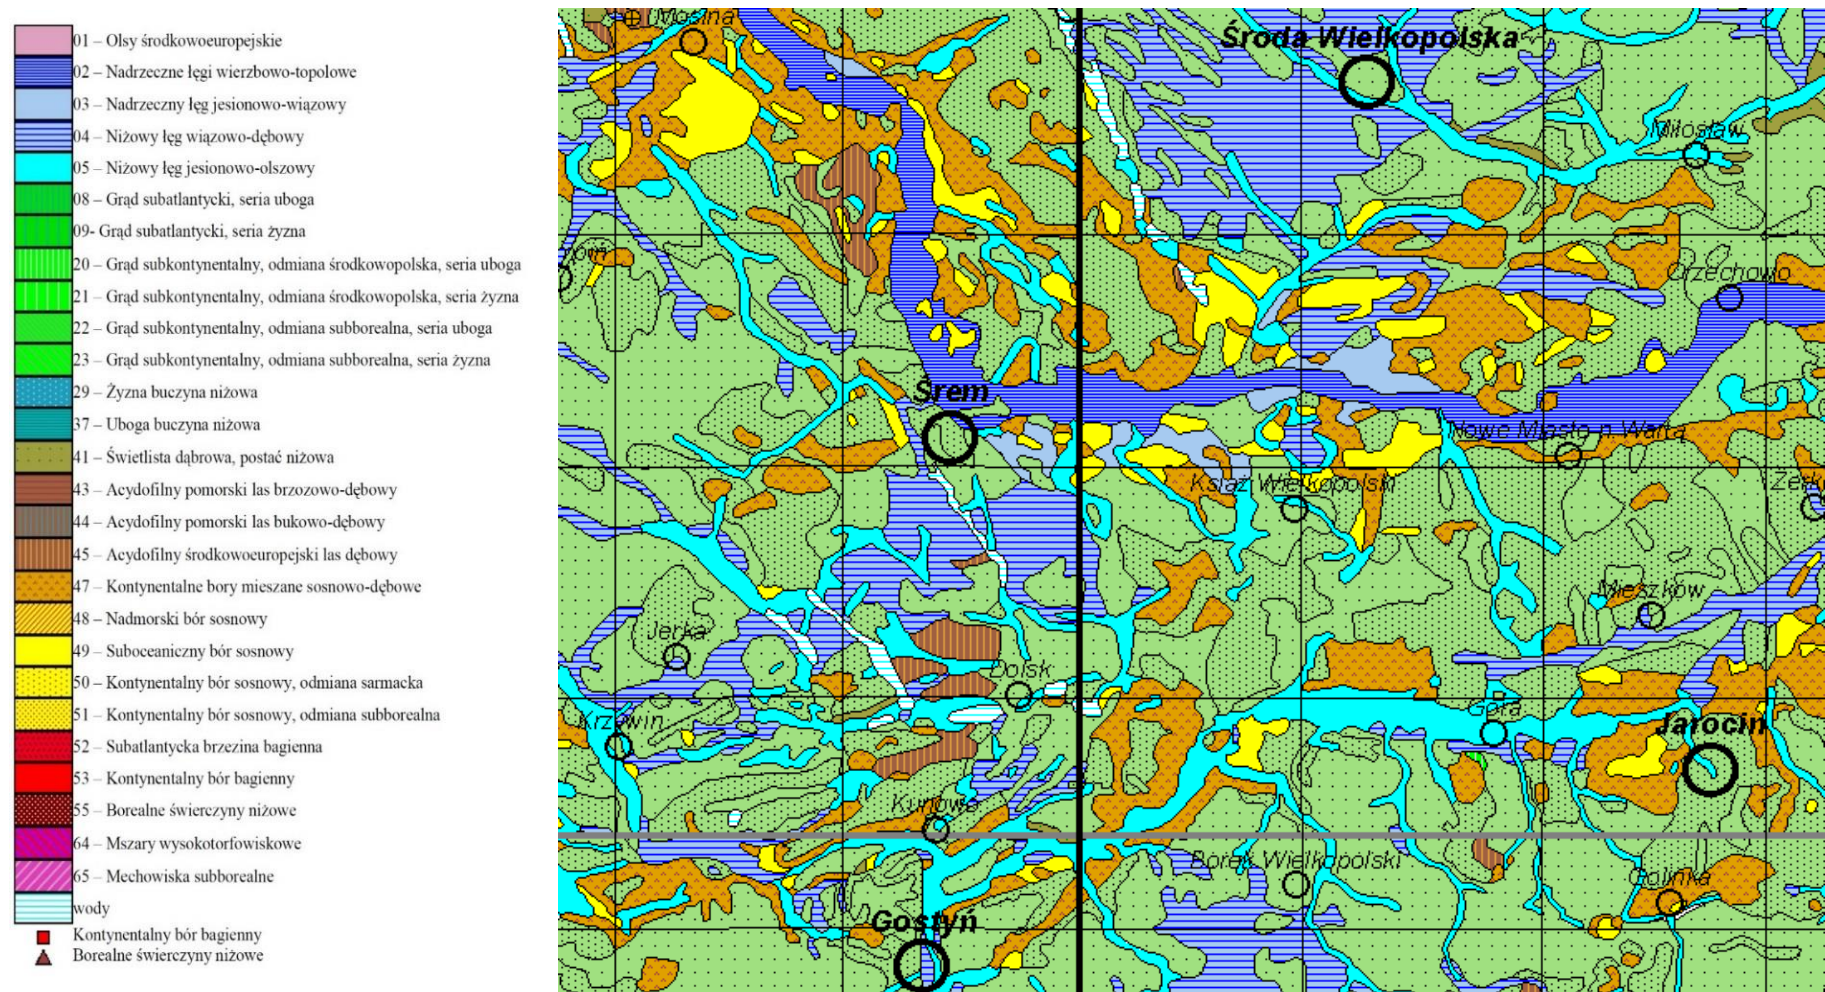 01 – Olsy środkowoeuropejskie
02 – Nadrzeczne łęgi wierzbowo-topolowe
03 – Nadrzeczny łęg jesionowo-wiązowy
04 – Niżowy łęg wiązowo-dębowy
05 – Niżowy łęg jesionowo-olszowy
08 – Grąd subatlantycki, seria uboga
09- Grąd subatlantycki, seria żyzna
20 – Grąd subkontynentalny, odmiana środkowopolska, seria uboga
21 – Grąd subkontynentalny, odmiana środkowopolska, seria żyzna
22 – Grąd subkontynentalny, odmiana subborealna, seria uboga
23 – Grąd subkontynentalny, odmiana subborealna, seria żyzna
29 – Żyzna buczyna niżowa
37 – Uboga buczyna niżowa
41 – Świetlista dąbrowa, postać niżowa
43 – Acydofilny pomorski las brzozowo-dębowy
44 – Acydofilny pomorski las bukowo-dębowy
45 – Acydofilny środkowoeuropejski las dębowy
47 – Kontynentalne bory mieszane sosnowo-dębowe
48 – Nadmorski bór sosnowy
49 – Suboceaniczny bór sosnowy
50 – Kontynentalny bór sosnowy, odmiana sarmacka
51 – Kontynentalny bór sosnowy, odmiana subborealna
52 – Subatlantycka brzezina bagienna
53 – Kontynentalny bór bagienny
55 – Borealne świerczyny niżowe
64 – Mszary wysokotorfowiskowe
65 – Mechowiska subborealne
wody
Kontynentalny bór bagienny
Borealne świerczyny niżowe
Mosina
Środa Wielkopolska
Miłosław
Orzechowo
Śrem
Nowe Miasto n.Wartą
Książ Wielkopolski
Mieszków
Jerka
Dolsk
Krzywin
Góra
Jarocin
Kunowo
Borek Wielkopolski
Golinka
Gostyń